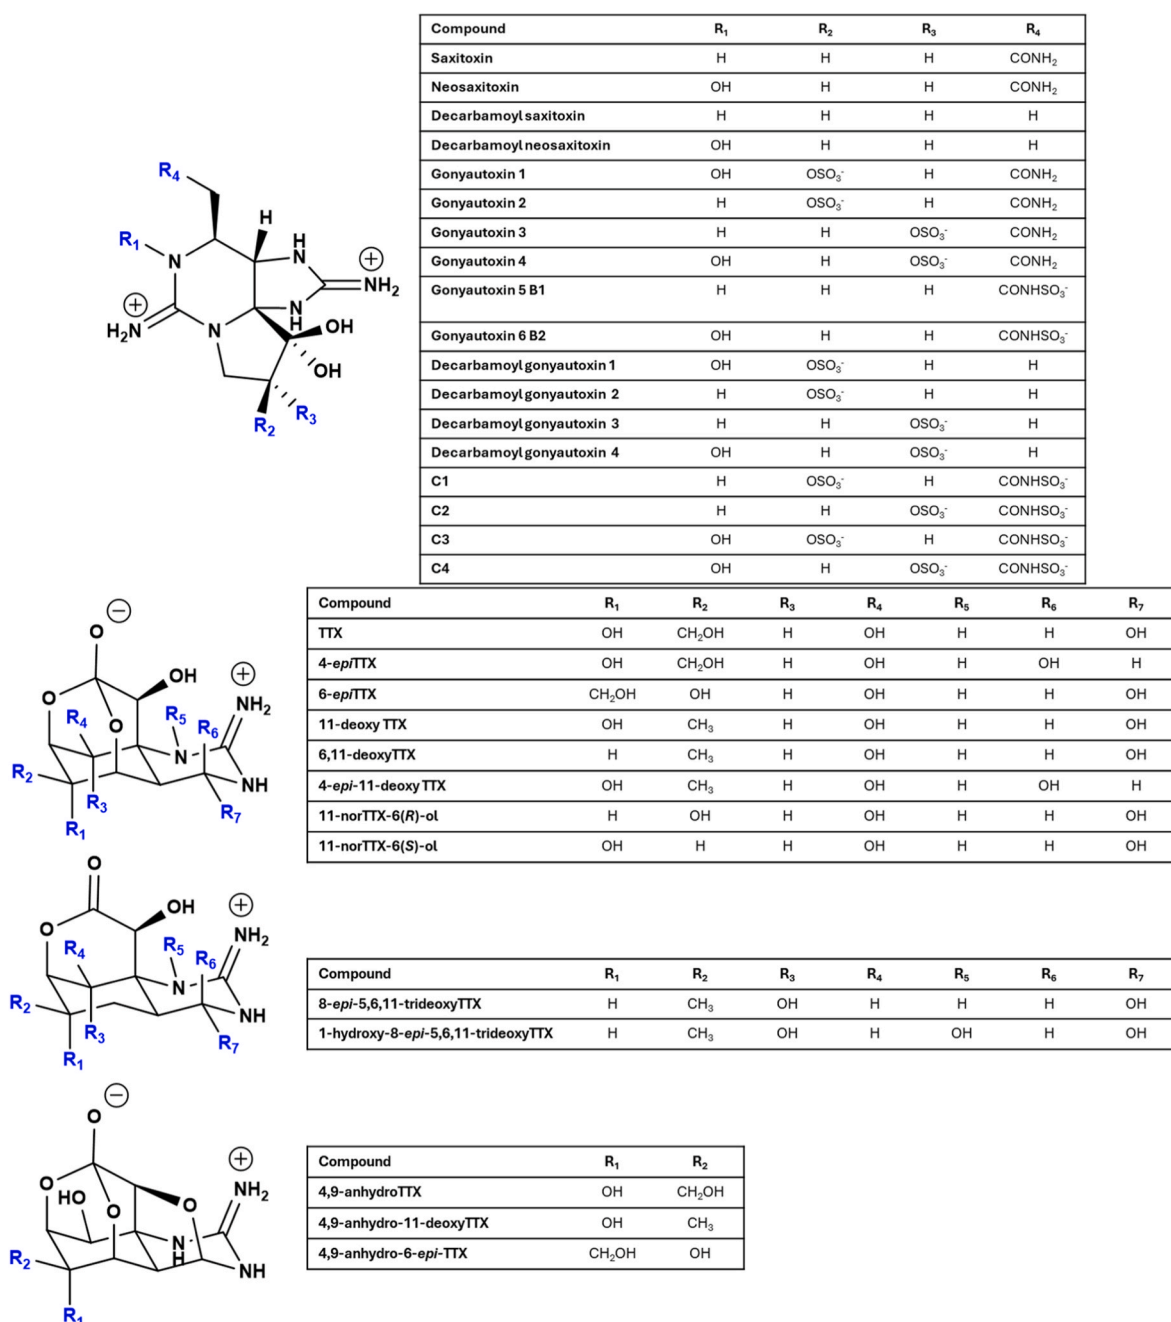 Compound R₁ R₂ R₃ R₄
Saxitoxin H H H CONH₂
Neosaxitoxin OH H H CONH₂
Decarbamoyl saxitoxin H H H H
Decarbamoyl neosaxitoxin OH H H H
Gonyautoxin 1 OH OSO₃⁻ H CONH₂
Gonyautoxin 2 H OSO₃⁻ H CONH₂
Gonyautoxin 3 H H OSO₃⁻ CONH₂
Gonyautoxin 4 OH H OSO₃⁻ CONH₂
Gonyautoxin 5 B1 H H H CONHSO₃⁻
Gonyautoxin 6 B2 OH H H CONHSO₃⁻
Decarbamoyl gonyautoxin 1 OH OSO₃⁻ H H
Decarbamoyl gonyautoxin 2 H OSO₃⁻ H H
Decarbamoyl gonyautoxin 3 H H OSO₃⁻ H
Decarbamoyl gonyautoxin 4 OH H OSO₃⁻ H
C1 H OSO₃⁻ H CONHSO₃⁻
C2 H H OSO₃⁻ CONHSO₃⁻
C3 OH OSO₃⁻ H CONHSO₃⁻
C4 OH H OSO₃⁻ CONHSO₃⁻
R₄
H
R₁ H
N N +
+ NH₂
H₂N N N
H OH
OH
R₂ R₃
Compound R₁ R₂ R₃ R₄ R₅ R₆ R₇
TTX OH CH₂OH H OH H H OH
4-epiTTX OH CH₂OH H OH H OH H
6-epiTTX CH₂OH OH H OH H H OH
11-deoxy TTX OH CH₃ H OH H H OH
6,11-deoxyTTX H CH₃ H OH H H OH
4-epi-11-deoxy TTX OH CH₃ H OH H OH H
11-norTTX-6(R)-ol H OH H OH H H OH
11-norTTX-6(S)-ol OH H H OH H H OH
−
O
OH +
O NH₂
R₄ O R₅ R₆
N
R₂ NH
R₃ R₇
R₁
O
OH +
O NH₂
R₄ R₅ R₆
N
R₂ NH
R₃ R₇
R₁
Compound R₁ R₂ R₃ R₄ R₅ R₆ R₇
8-epi-5,6,11-trideoxyTTX H CH₃ OH H H H OH
1-hydroxy-8-epi-5,6,11-trideoxyTTX H CH₃ OH H OH H OH
−
O
+
O NH₂
HO O O
N
H
R₂ NH
R₁
Compound R₁ R₂
4,9-anhydroTTX OH CH₂OH
4,9-anhydro-11-deoxyTTX OH CH₃
4,9-anhydro-6-epi-TTX CH₂OH OH